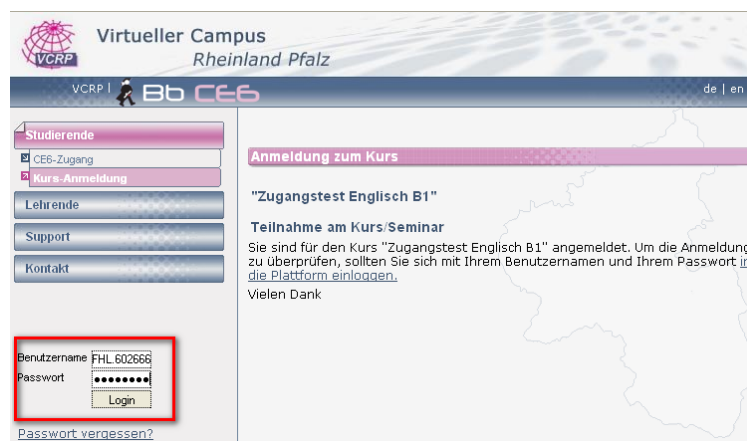 Virtueller Campus
Rheinland Pfalz
VCRP
VCRP | Bb CE6
de | en
Studierende
CE6-Zugang
Kurs-Anmeldung
Lehrende
Support
Kontakt
Anmeldung zum Kurs
"Zugangstest Englisch B1"
Teilnahme am Kurs/Seminar
Sie sind für den Kurs "Zugangstest Englisch B1" angemeldet. Um die Anmeldung
zu überprüfen, sollten Sie sich mit Ihrem Benutzernamen und Ihrem Passwort in
die Plattform einloggen.
Vielen Dank
Benutzername FHL.602666
Passwort ••••••••
Login
Passwort vergessen?